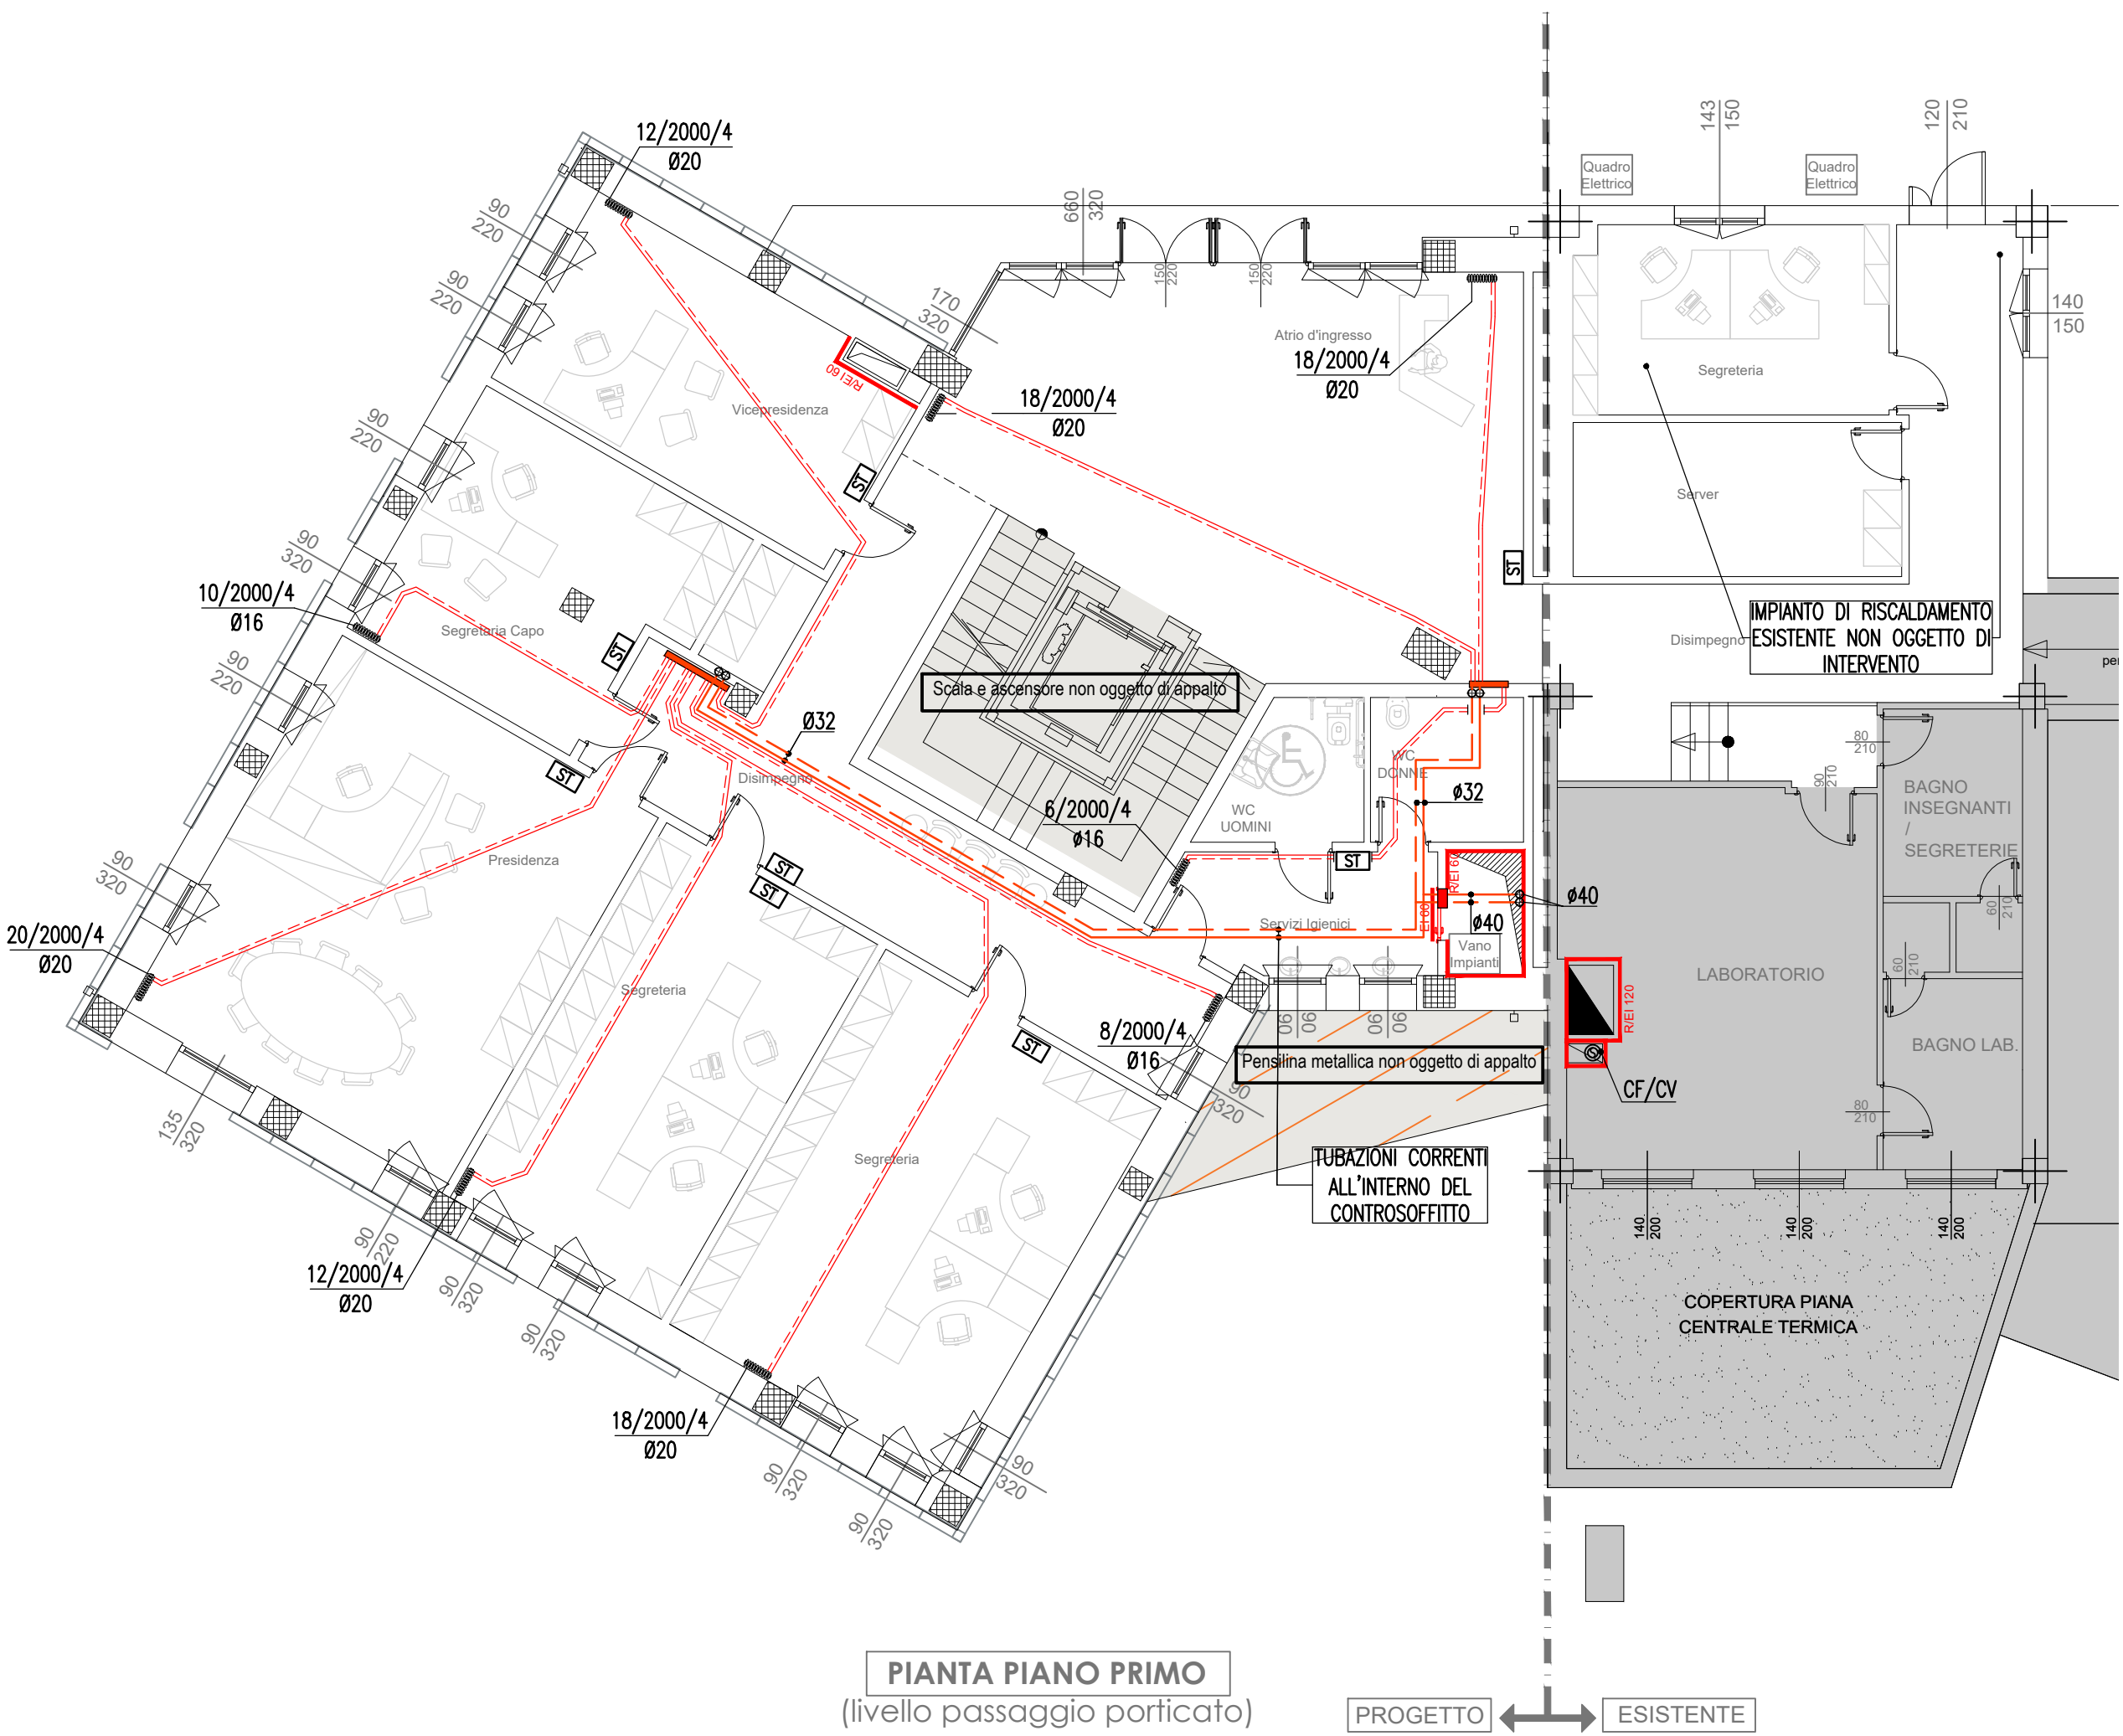 12/2000/4
Ø20
90
220
90
220
90
220
90
320
10/2000/4
Ø16
90
220
90
320
20/2000/4
Ø20
135
320
90
220
12/2000/4
Ø20
90
320
90
320
18/2000/4
Ø20
90
320
90
320
90
320
660
320
150
220
150
220
170
320
R/EI 60
Vicepresidenza
18/2000/4
Ø20
Atrio d'ingresso
18/2000/4
Ø20
ST
ST
Segretaria Capo
ST
ST
Scala e ascensore non oggetto di appalto
Ø32
Disimpegno
Presidenza
ST
ST
Segreteria
Segreteria
ST
6/2000/4
Ø16
WC
UOMINI
WC
DONNE
ø32
ST
R/EI 60
EI 60
ø40
ø40
Servizi Igienici
Vano
Impianti
90
90
90
90
8/2000/4
Ø16
90
320
Pensilina metallica non oggetto di appalto
TUBAZIONI CORRENTI
ALL'INTERNO DEL
CONTROSOFFITTO
143
150
120
210
Quadro
Elettrico
Quadro
Elettrico
140
150
Segreteria
Server
Disimpegno
IMPIANTO DI RISCALDAMENTO
ESISTENTE NON OGGETTO DI
INTERVENTO
per
80
210
90
210
BAGNO
INSEGNANTI
/
SEGRETERIE
60
210
60
210
LABORATORIO
R/EI 120
BAGNO LAB.
CF/CV
80
210
140
200
140
200
140
200
COPERTURA PIANA
CENTRALE TERMICA
PIANTA PIANO PRIMO
(livello passaggio porticato)
PROGETTO
ESISTENTE